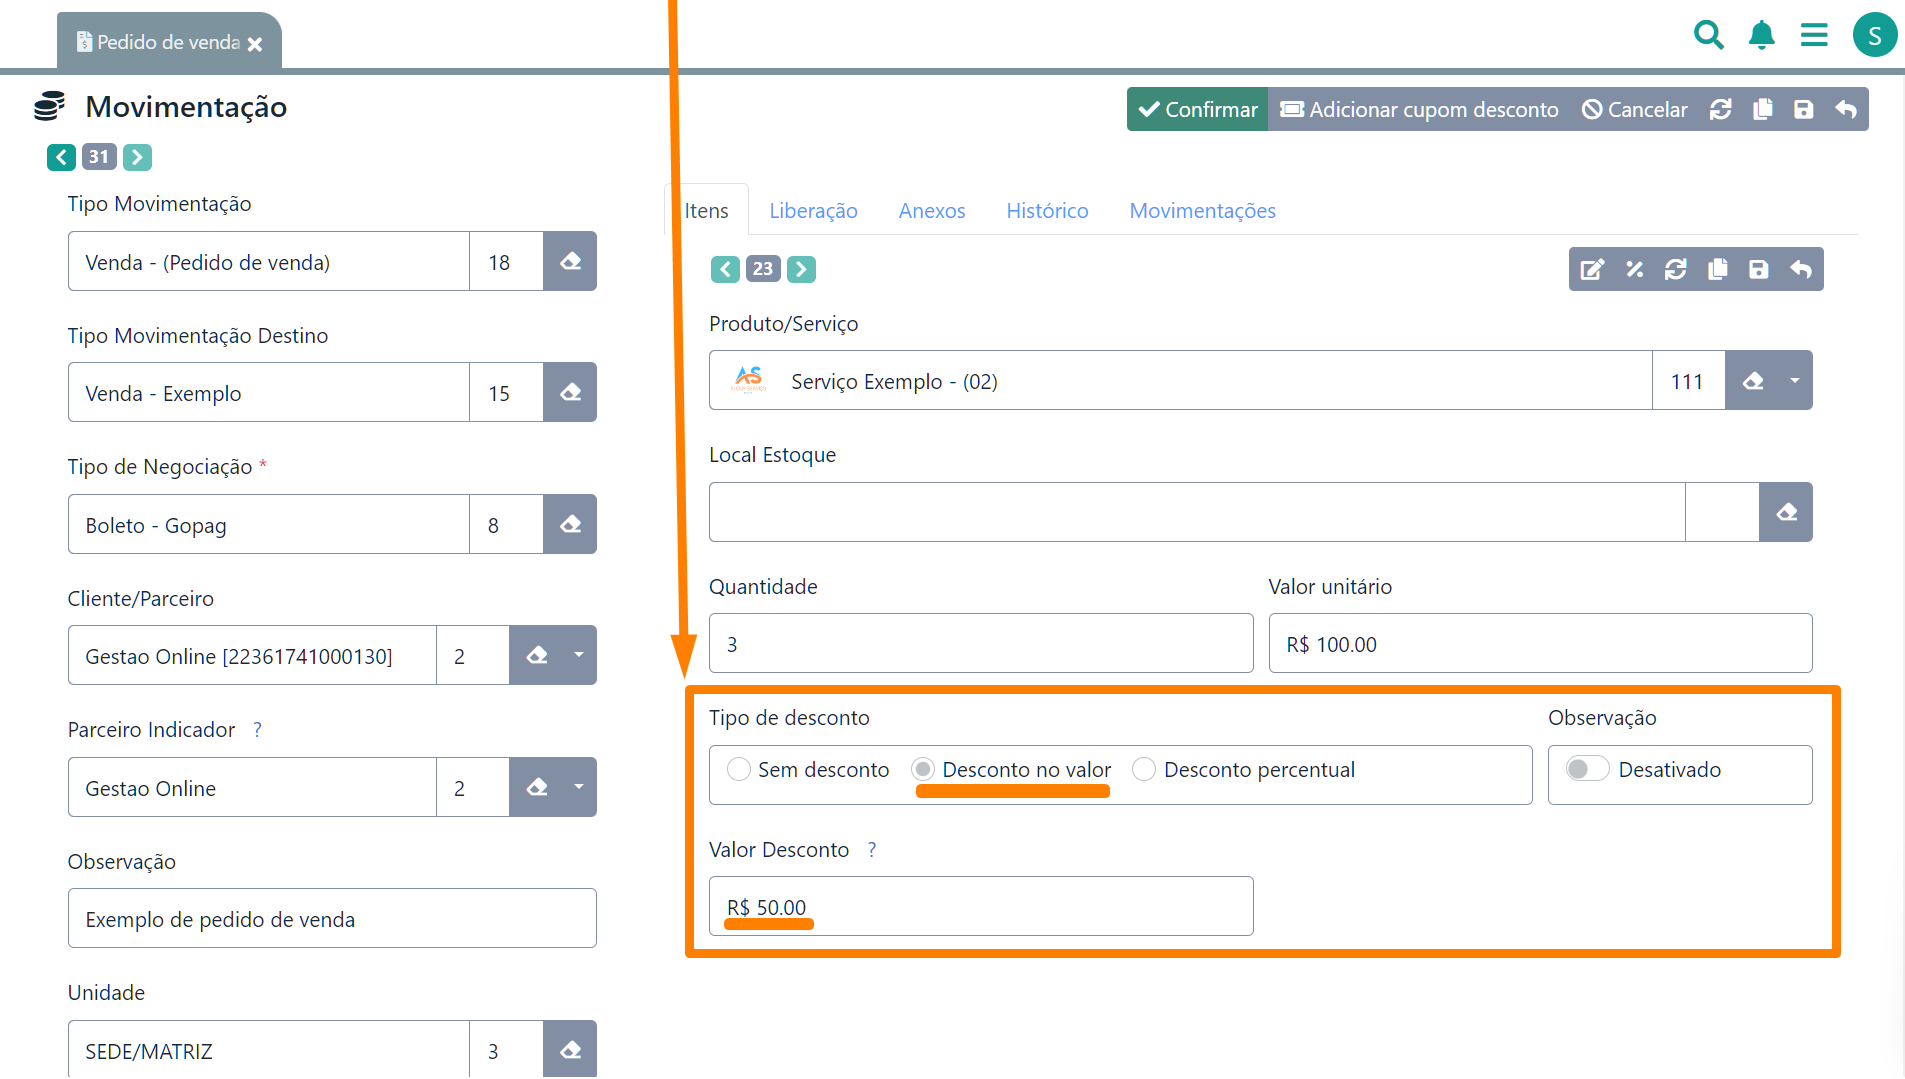 Pedido de venda
S
Movimentação
Confirmar
Adicionar cupom desconto
Cancelar
31
Tipo Movimentação
Venda - (Pedido de venda)
18
Tipo Movimentação Destino
Venda - Exemplo
15
Tipo de Negociação *
Boleto - Gopag
8
Cliente/Parceiro
Gestao Online [22361741000130]
2
Parceiro Indicador ?
Gestao Online
2
Observação
Exemplo de pedido de venda
Unidade
SEDE/MATRIZ
3
Itens
Liberação
Anexos
Histórico
Movimentações
23
Produto/Serviço
AS
Serviço Exemplo - (02)
111
Local Estoque
Quantidade
3
Valor unitário
R$ 100.00
Tipo de desconto
Sem desconto
Desconto no valor
Desconto percentual
Observação
Desativado
Valor Desconto ?
R$ 50.00